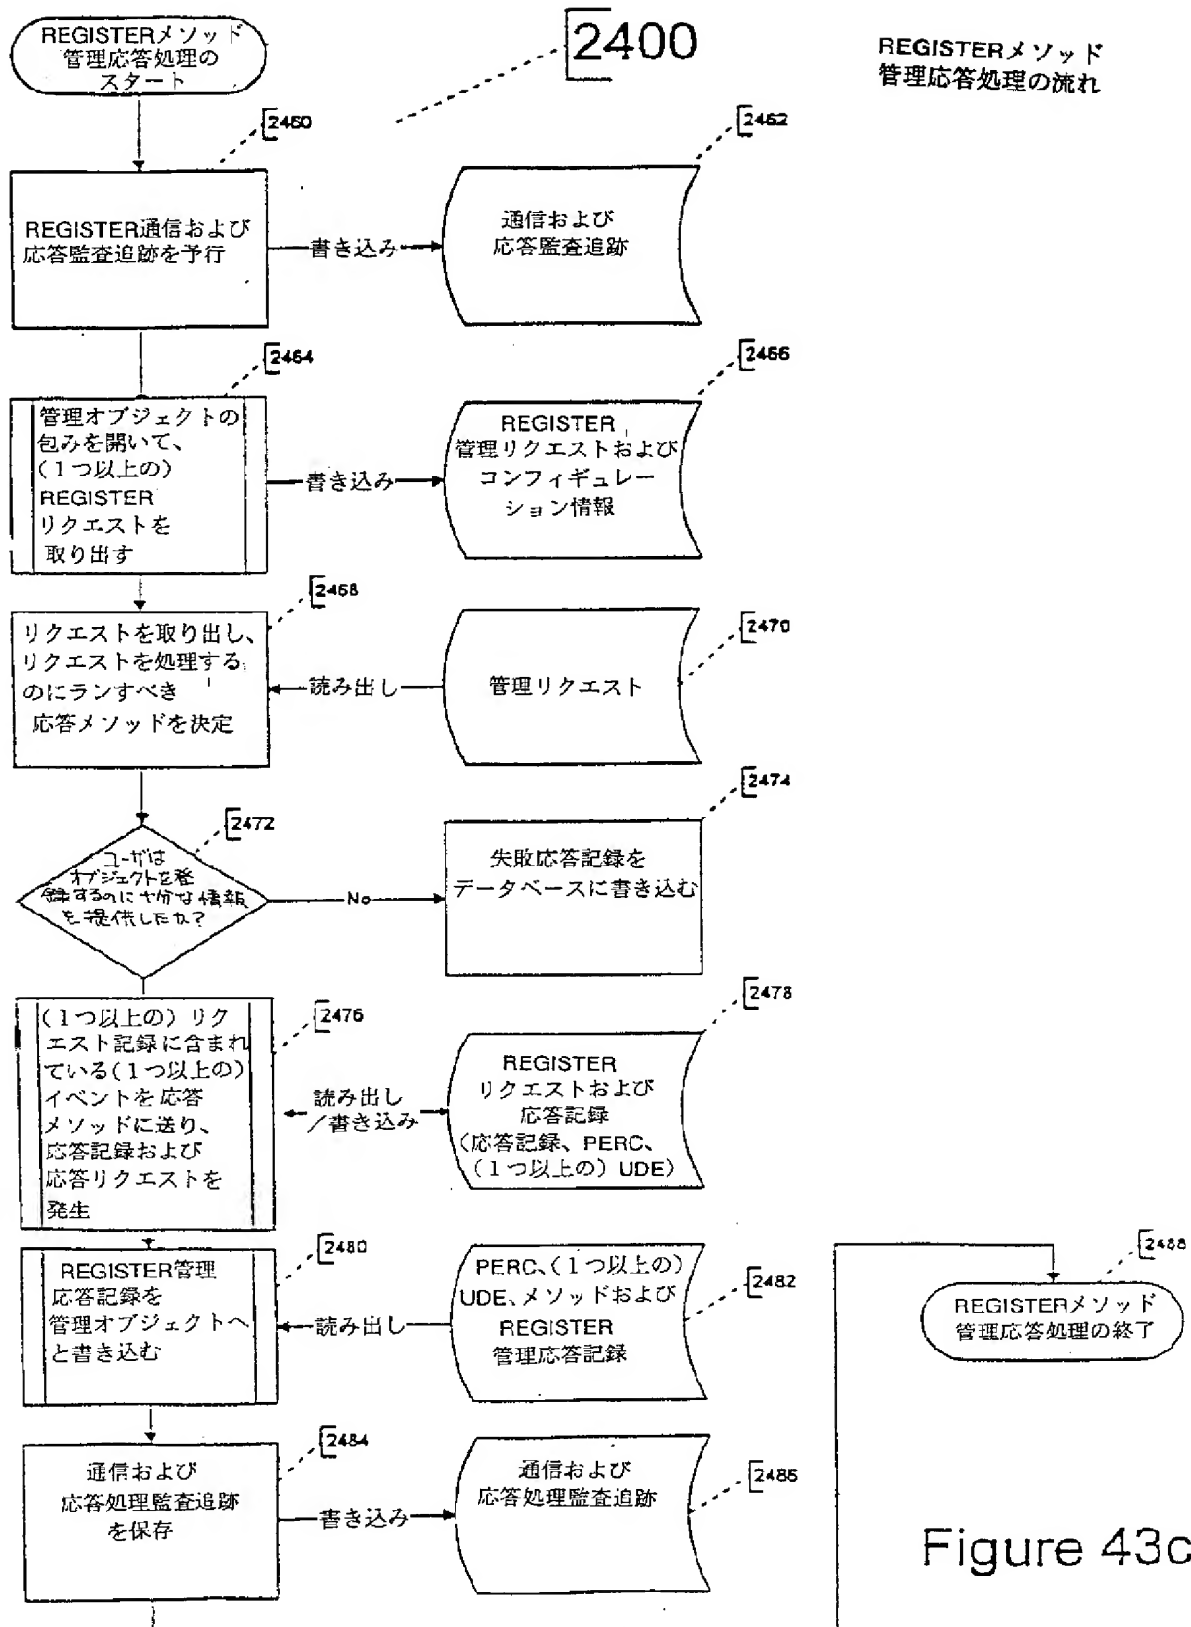 REGISTERメソッド
管理応答処理の
スタート
2400
REGISTERメソッド
管理応答処理の流れ
2460
REGISTER通信および
応答監査追跡を予行
書き込み
2462
通信および
応答監査追跡
2464
管理オブジェクトの
包みを開いて、
(1つ以上の)
REGISTER
リクエストを
取り出す
書き込み
2466
REGISTER
管理リクエストおよび
コンフィギュレー
ション情報
2468
リクエストを取り出し、
リクエストを処理する
のにランすべき
応答メソッドを決定
読み出し
2470
管理リクエスト
2472
ユーザは
オブジェクトを登
録するのに十分な情報
を提供したか?
No
2474
失敗応答記録を
データベースに書き込む
2476
(1つ以上の)リク
エスト記録に含まれ
ている(1つ以上の)
イベントを応答
メソッドに送り、
応答記録および
応答リクエストを
発生
読み出し
/書き込み
2478
REGISTER
リクエストおよび
応答記録
(応答記録、PERC、
(1つ以上の)UDE)
2480
REGISTER管理
応答記録を
管理オブジェクトへ
と書き込む
読み出し
2482
PERC、(1つ以上の)
UDE、メソッドおよび
REGISTER
管理応答記録
2484
通信および
応答処理監査追跡
を保存
書き込み
2486
通信および
応答処理監査追跡
2488
REGISTERメソッド
管理応答処理の終了
Figure 43c